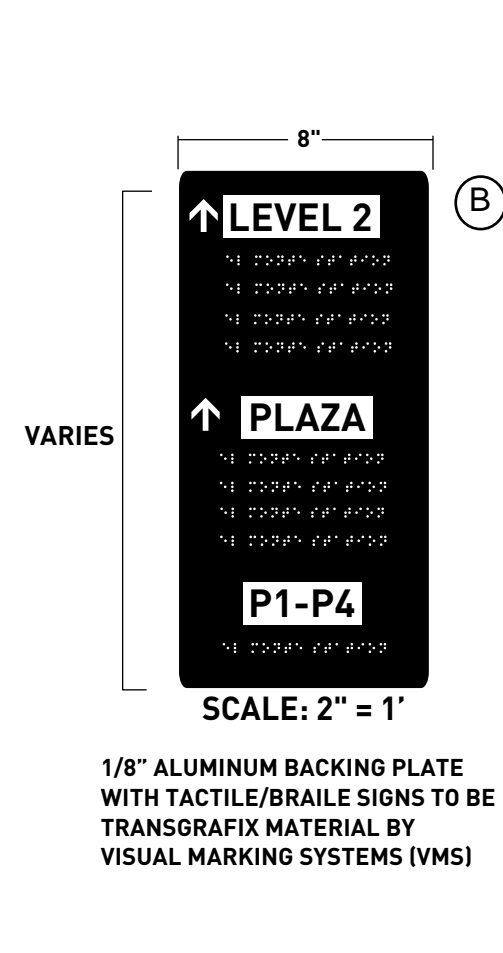 8"
B
↑ LEVEL 2
⠑⠇ ⠍⠕⠝⠞⠑ ⠎⠞⠁⠞⠊⠕⠝
⠑⠇ ⠍⠕⠝⠞⠑ ⠎⠞⠁⠞⠊⠕⠝
⠑⠇ ⠍⠕⠝⠞⠑ ⠎⠞⠁⠞⠊⠕⠝
⠑⠇ ⠍⠕⠝⠞⠑ ⠎⠞⠁⠞⠊⠕⠝
↑ PLAZA
VARIES
⠑⠇ ⠍⠕⠝⠞⠑ ⠎⠞⠁⠞⠊⠕⠝
⠑⠇ ⠍⠕⠝⠞⠑ ⠎⠞⠁⠞⠊⠕⠝
⠑⠇ ⠍⠕⠝⠞⠑ ⠎⠞⠁⠞⠊⠕⠝
⠑⠇ ⠍⠕⠝⠞⠑ ⠎⠞⠁⠞⠊⠕⠝
P1-P4
⠑⠇ ⠍⠕⠝⠞⠑ ⠎⠞⠁⠞⠊⠕⠝
SCALE: 2" = 1’
1/8” ALUMINUM BACKING PLATE
WITH TACTILE/BRAILE SIGNS TO BE
TRANSGRAFIX MATERIAL BY
VISUAL MARKING SYSTEMS (VMS)